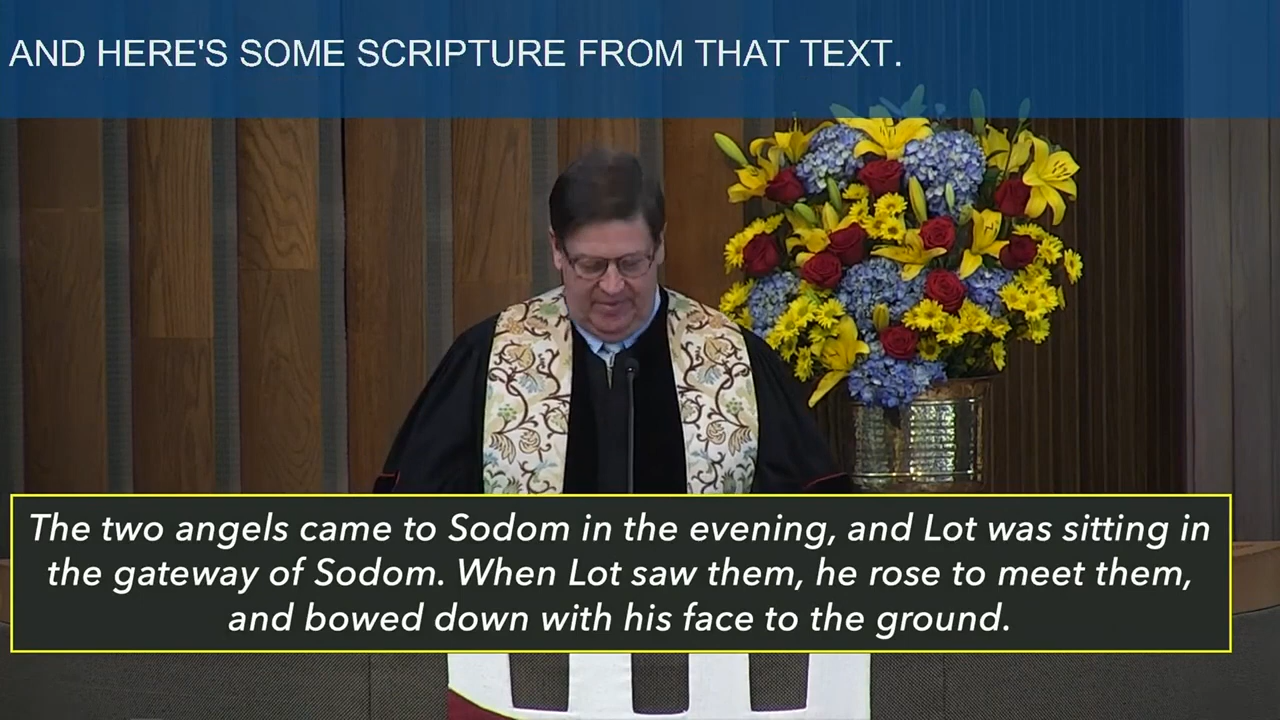 AND HERE'S SOME SCRIPTURE FROM THAT TEXT.
The two angels came to Sodom in the evening, and Lot was sitting in
the gateway of Sodom. When Lot saw them, he rose to meet them,
and bowed down with his face to the ground.